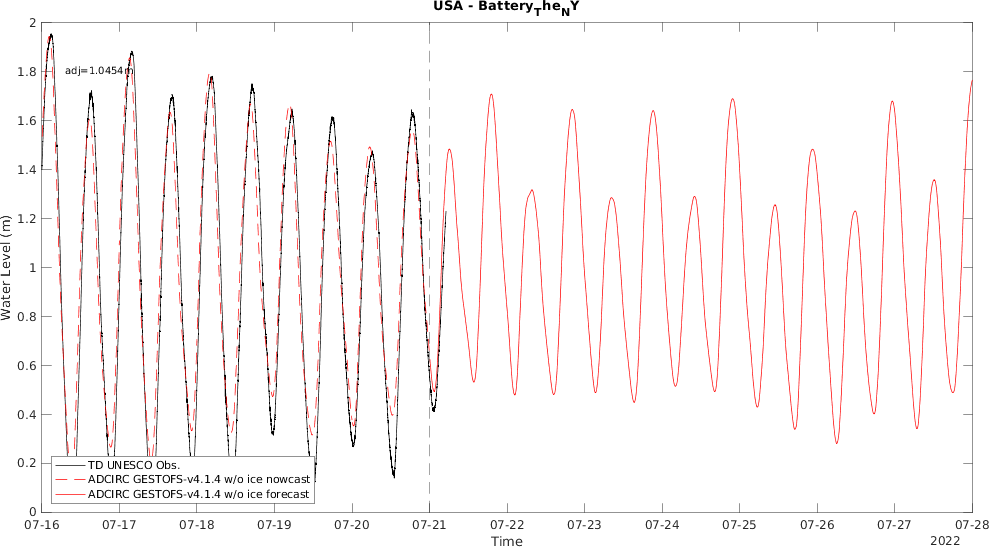 USA - BatteryTheNY
adj=1.0454m
Water Level (m)
2
1.8
1.6
1.4
1.2
1
0.8
0.6
0.4
0.2
0
TD UNESCO Obs.
ADCIRC GESTOFS-v4.1.4 w/o ice nowcast
ADCIRC GESTOFS-v4.1.4 w/o ice forecast
07-16 07-17 07-18 07-19 07-20 07-21 07-22 07-23 07-24 07-25 07-26 07-27 07-28
Time
2022